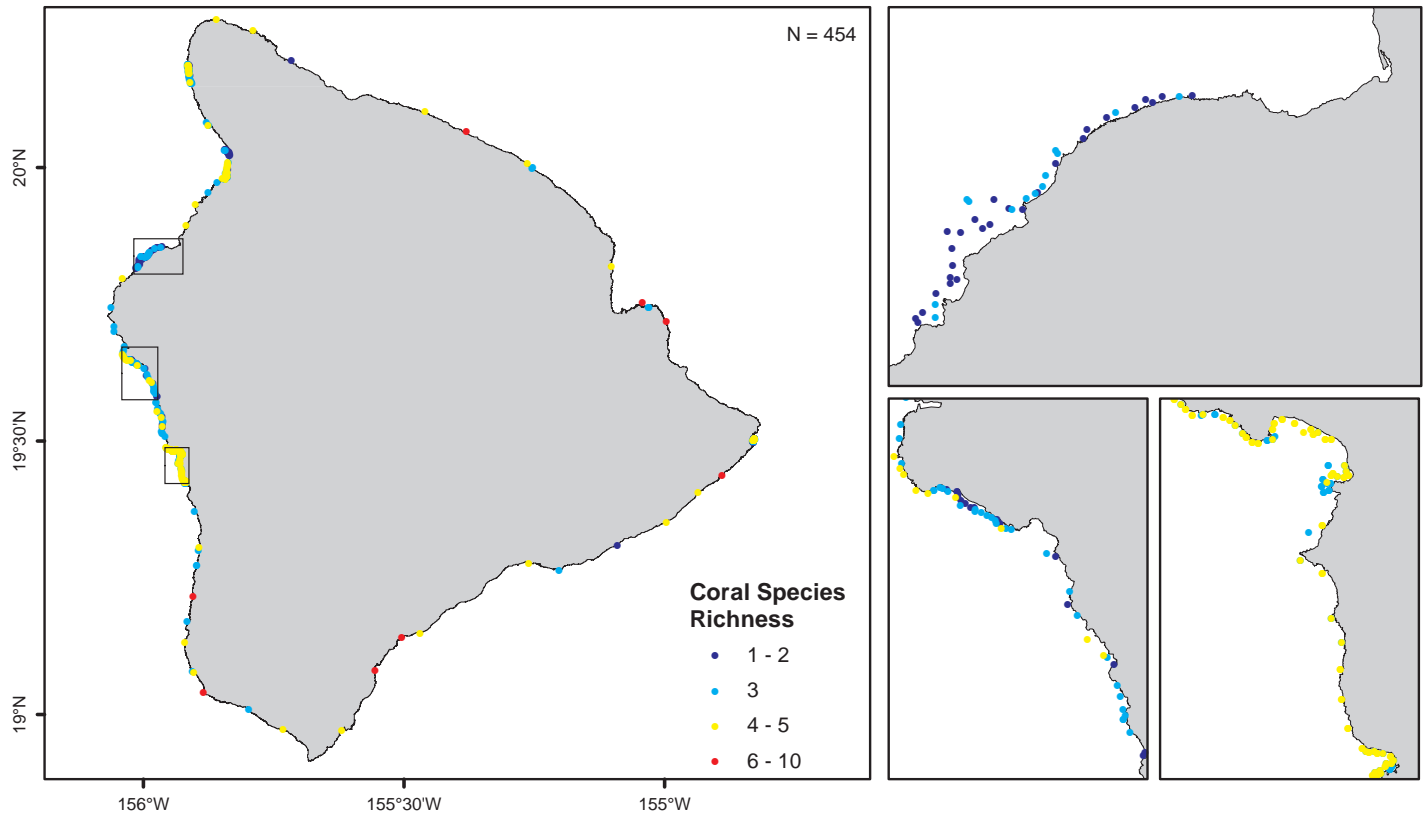 N = 454
20°N
19°30'N
19°N
Coral Species
Richness
1 - 2
3
4 - 5
6 - 10
156°W
155°30'W
155°W